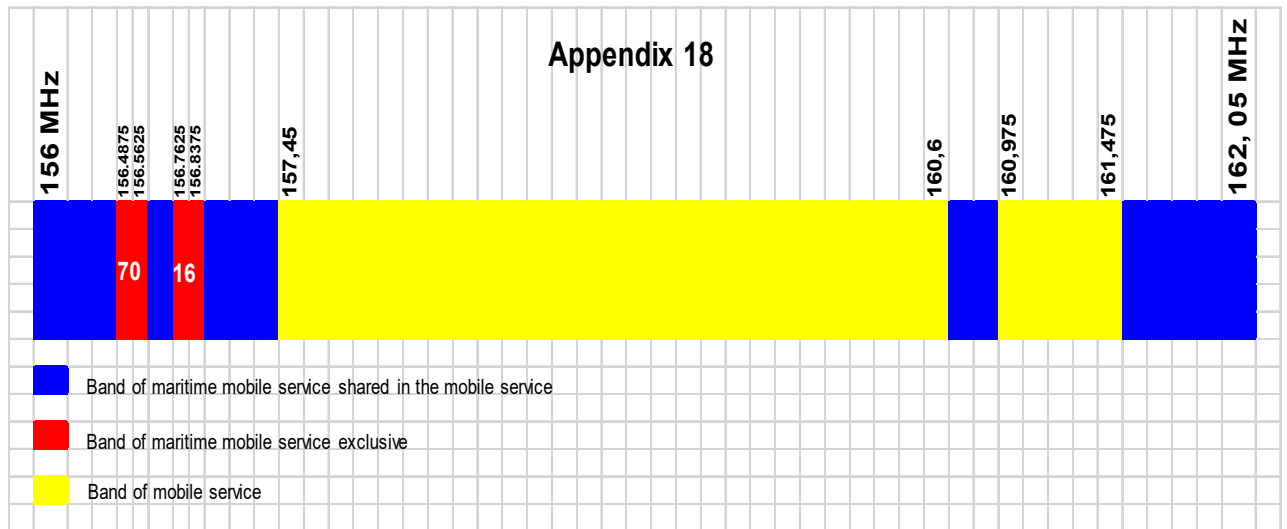 Appendix 18
156 MHz
156.4875
156.5625
156.7625
156.8375
157,45
160,6
160,975
161,475
162, 05 MHz
70
16
Band of maritime mobile service shared in the mobile service
Band of maritime mobile service exclusive
Band of mobile service